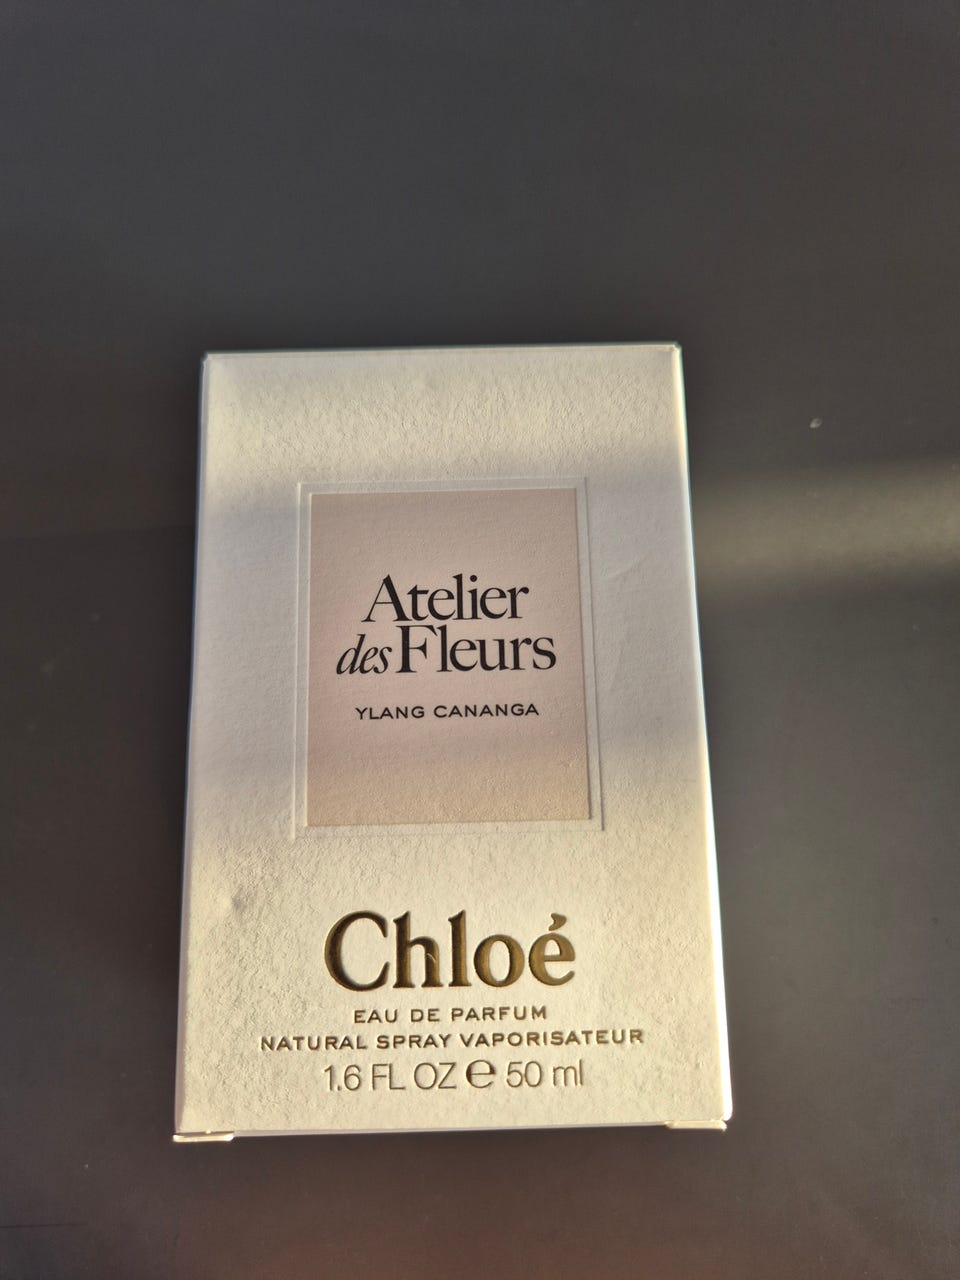 Atelier
des Fleurs
YLANG CANANGA
Chloé
EAU DE PARFUM
NATURAL SPRAY VAPORISATEUR
1.6 FL OZ ℮ 50 ml